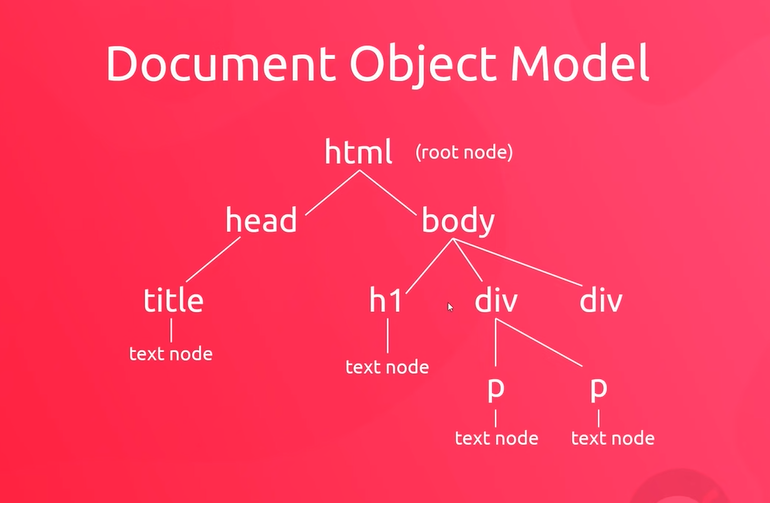 Document Object Model
html (root node)
head body
title h1 div div
text node
text node
p p
text node text node